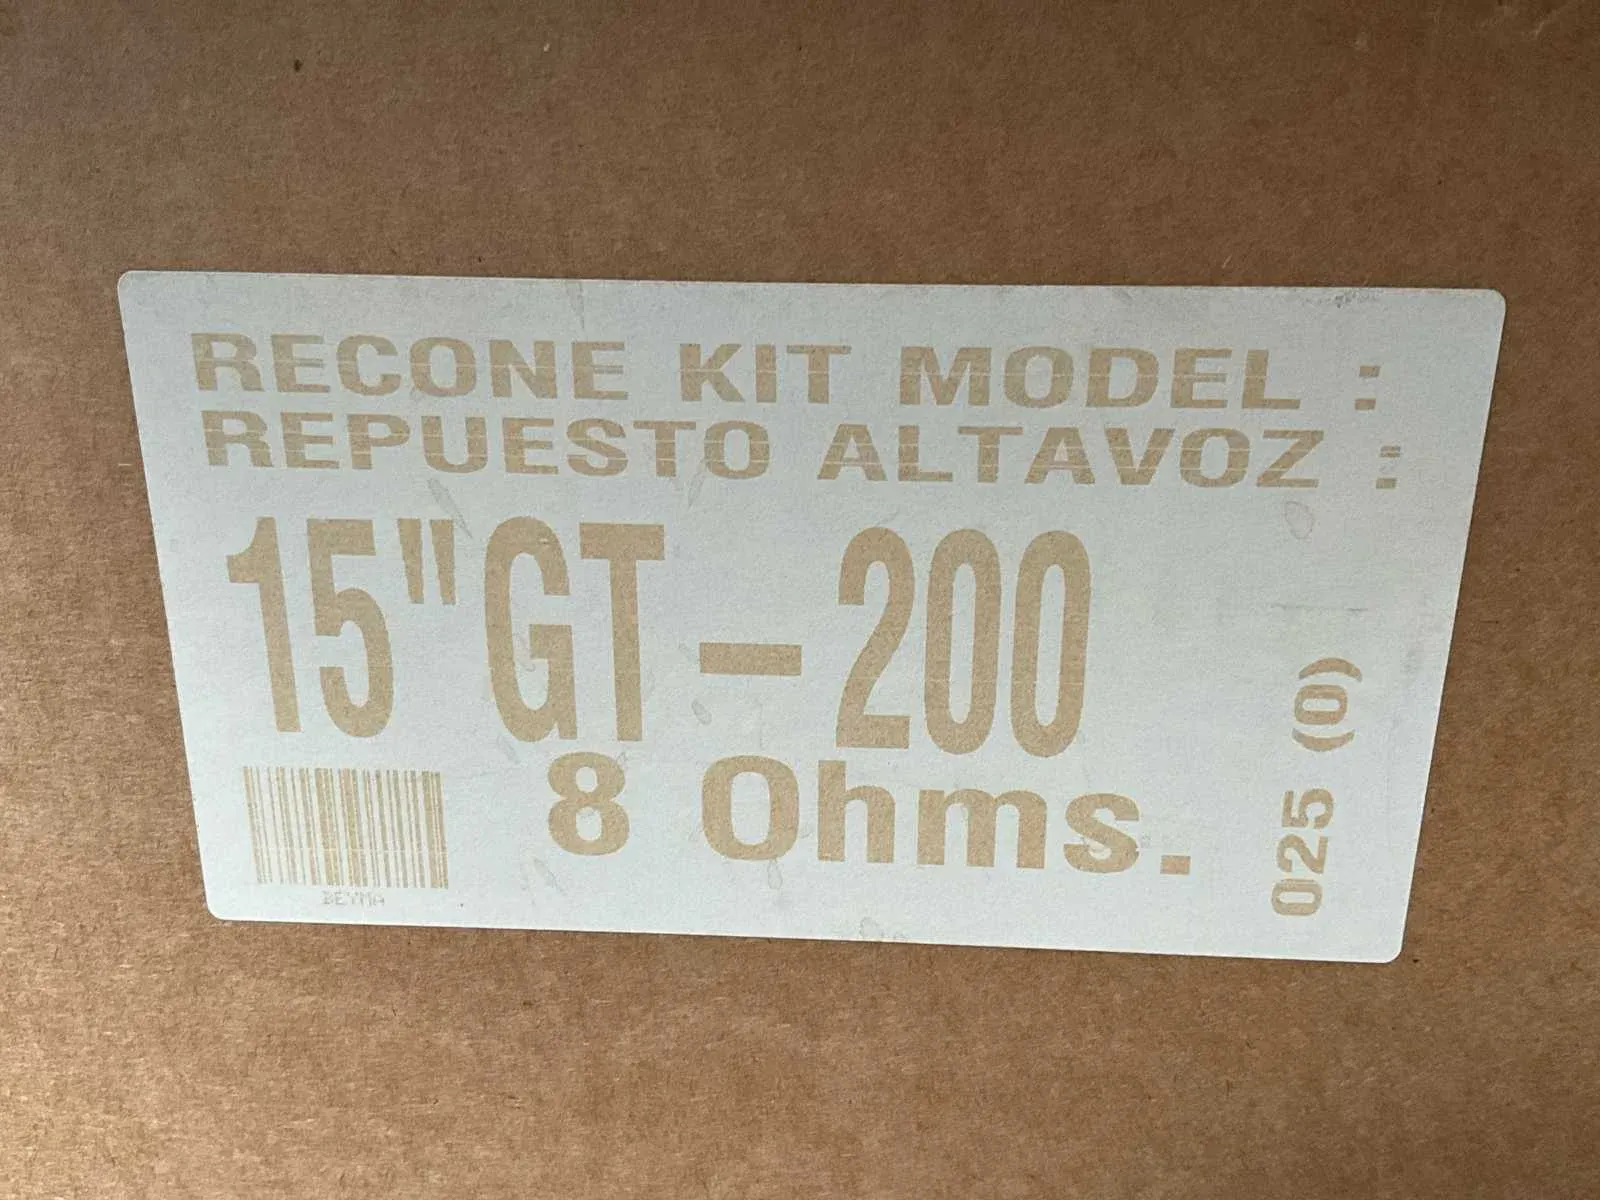 RECONE KIT MODEL :
REPUESTO ALTAVOZ :
15"GT-200
8 Ohms.
BEYMA
025 (0)